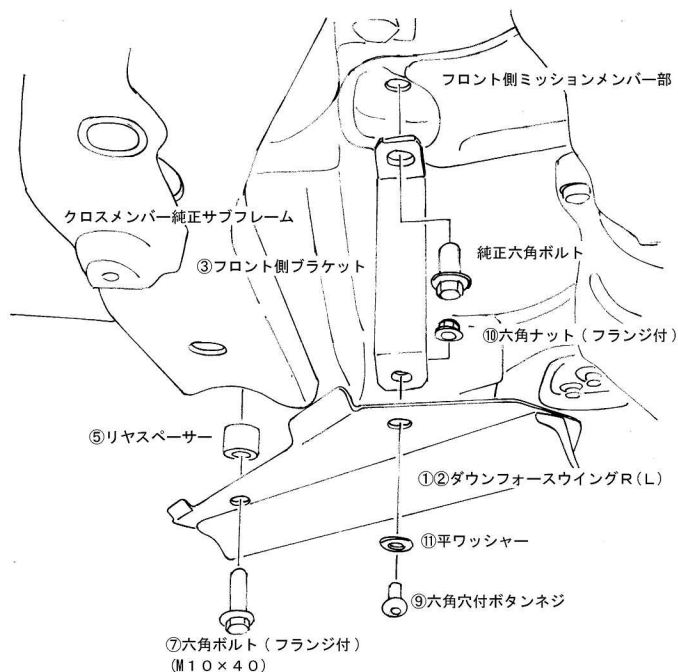 フロント側ミッションメンバー部
クロスメンバー純正サブフレーム
③フロント側ブラケット
純正六角ボルト
⑩六角ナット(フランジ付)
⑤リヤスペーサー
①②ダウンフォースウイングR(L)
⑪平ワッシャー
⑨六角穴付ボタンネジ
⑦六角ボルト(フランジ付)
(M10×40)